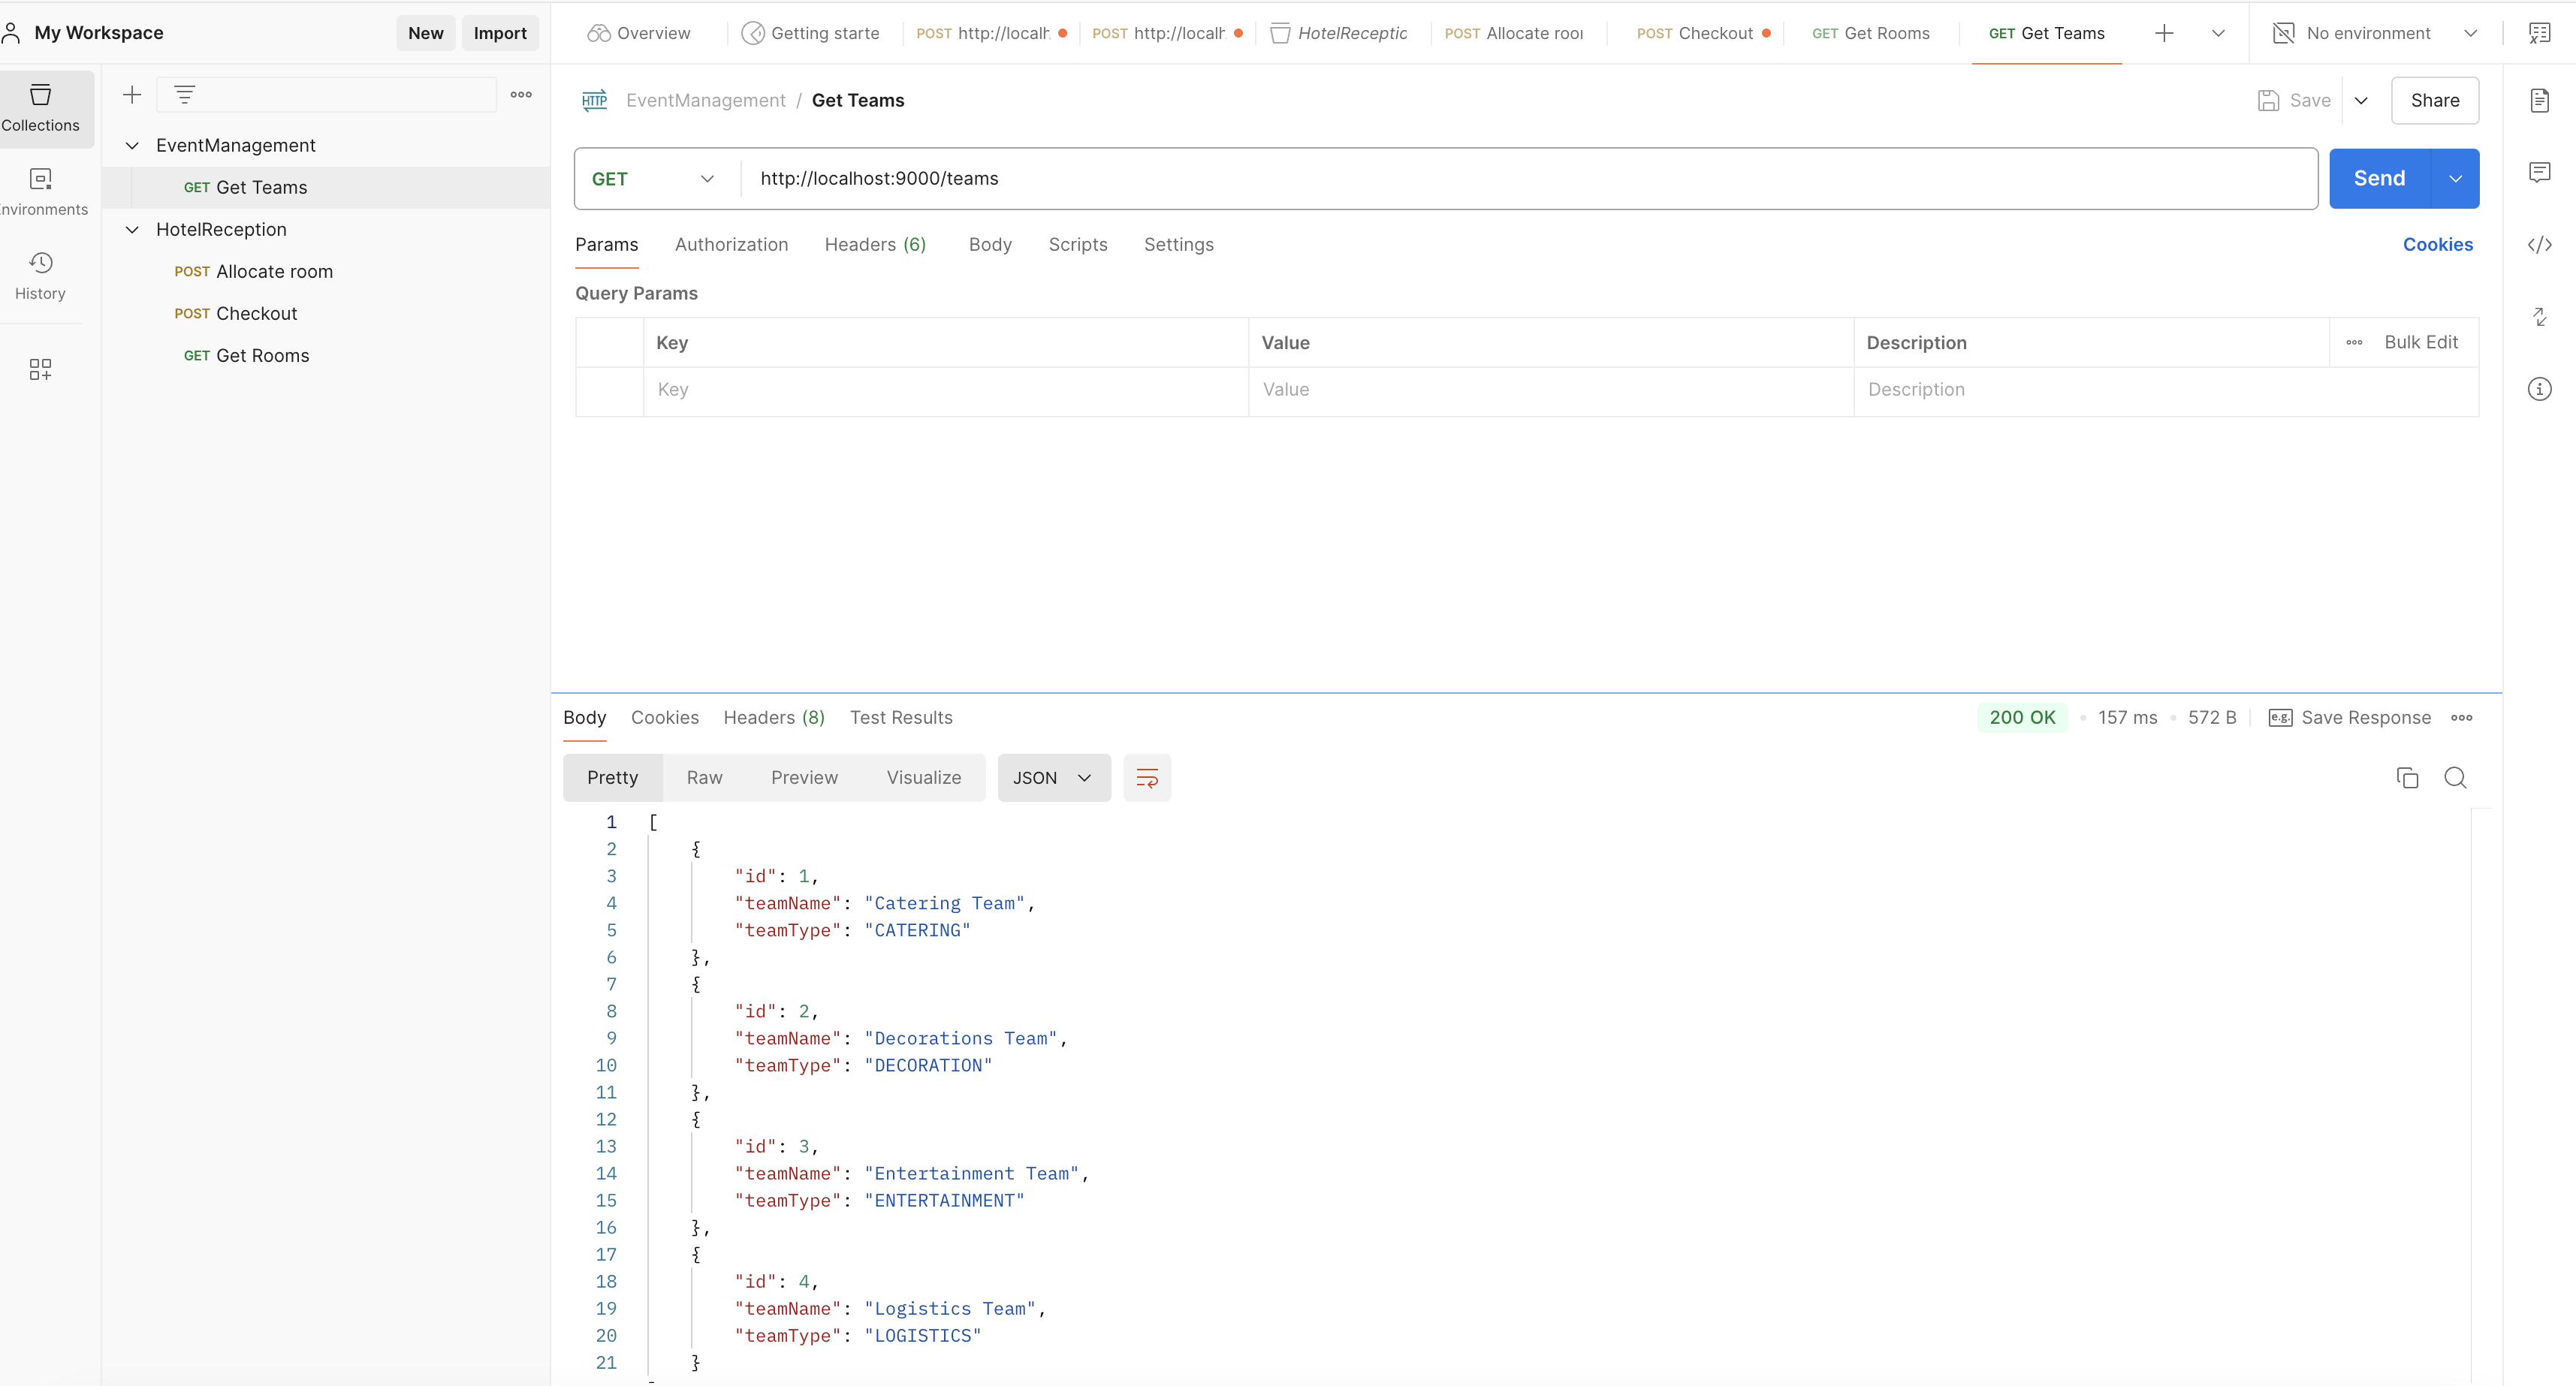 My Workspace
New
Import
Overview
Getting starte
POST http://localh
POST http://localh
HotelReceptic
POST Allocate roo
POST Checkout
GET Get Rooms
GET Get Teams
No environment
Collections
nvironments
History
EventManagement
GET Get Teams
HotelReception
POST Allocate room
POST Checkout
GET Get Rooms
HTTP EventManagement / Get Teams
Save
Share
GET http://localhost:9000/teams
Send
Params Authorization Headers (6) Body Scripts Settings Cookies
Query Params
Key Value Description Bulk Edit
Key Value Description
Body Cookies Headers (8) Test Results 200 OK 157 ms 572 B e.g. Save Response
Pretty Raw Preview Visualize JSON
1 [
2 {
3 "id": 1,
4 "teamName": "Catering Team",
5 "teamType": "CATERING"
6 },
7 {
8 "id": 2,
9 "teamName": "Decorations Team",
10 "teamType": "DECORATION"
11 },
12 {
13 "id": 3,
14 "teamName": "Entertainment Team",
15 "teamType": "ENTERTAINMENT"
16 },
17 {
18 "id": 4,
19 "teamName": "Logistics Team",
20 "teamType": "LOGISTICS"
21 }